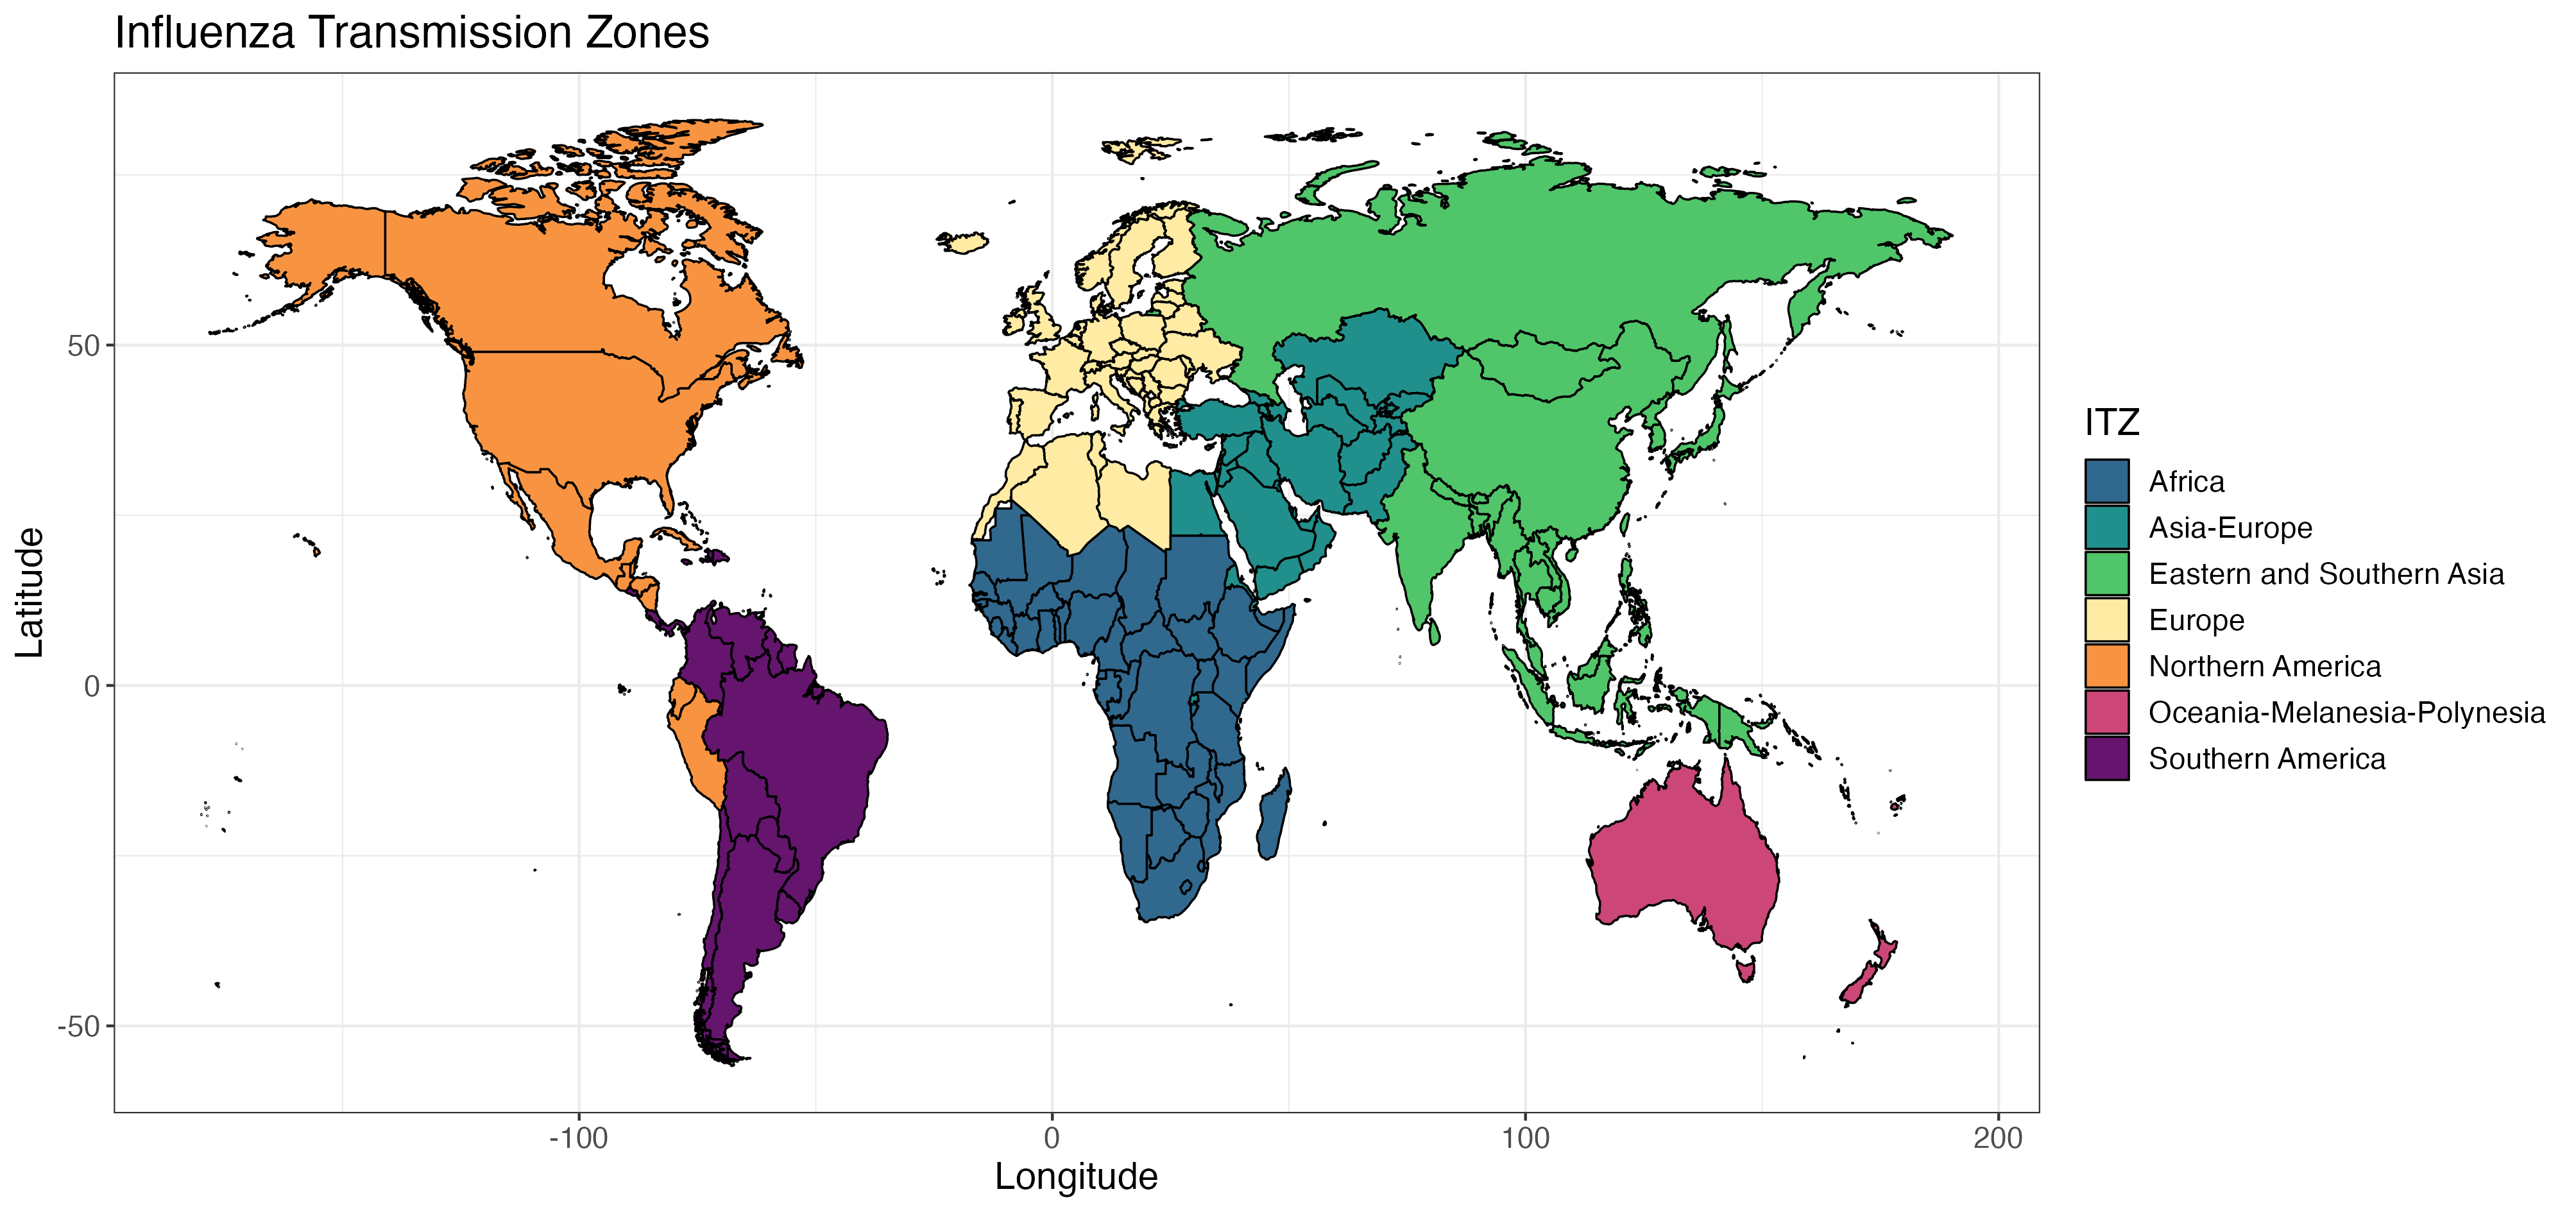 Influenza Transmission Zones
Latitude
50
0
-50
-100
0
100
200
Longitude
ITZ
Africa
Asia-Europe
Eastern and Southern Asia
Europe
Northern America
Oceania-Melanesia-Polynesia
Southern America